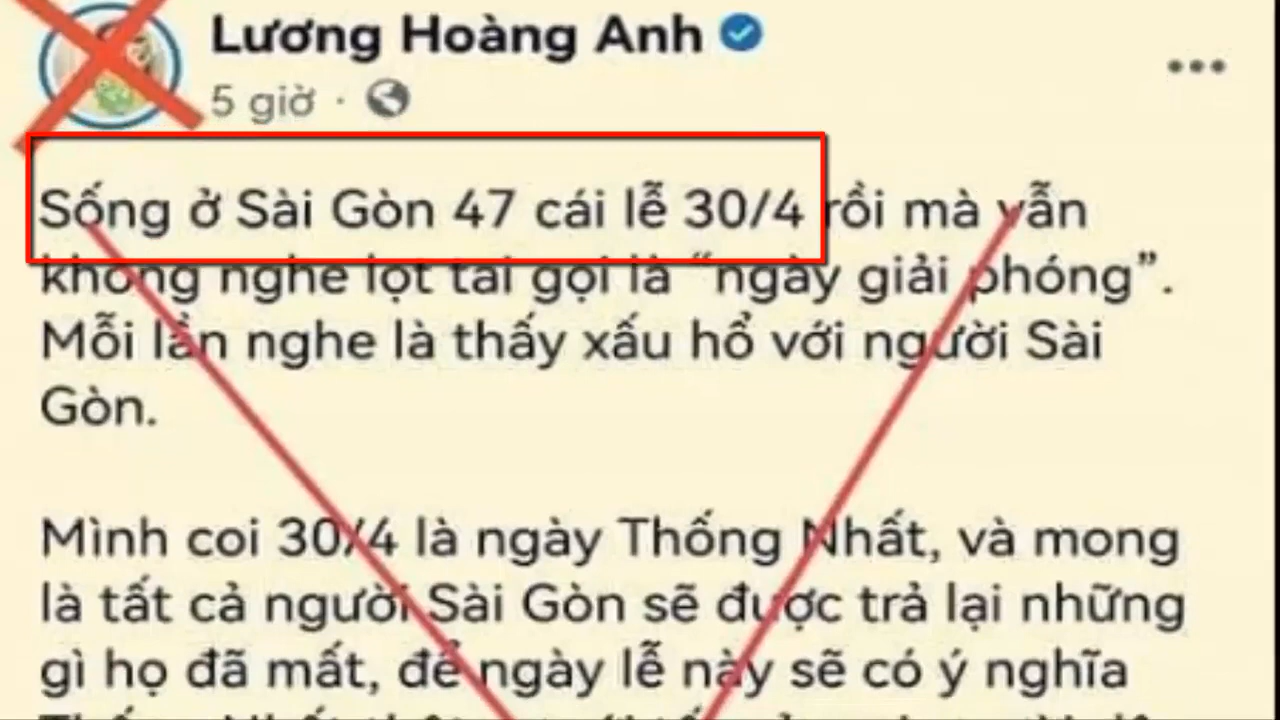 Lương Hoàng Anh
5 giờ ·
Sống ở Sài Gòn 47 cái lễ 30/4 rồi mà vẫn
không nghe lọt tai gọi là “ngày giải phóng”.
Mỗi lần nghe là thấy xấu hổ với người Sài
Gòn.
Mình coi 30/4 là ngày Thống Nhất, và mong
là tất cả người Sài Gòn sẽ được trả lại những
gì họ đã mất, để ngày lễ này sẽ có ý nghĩa